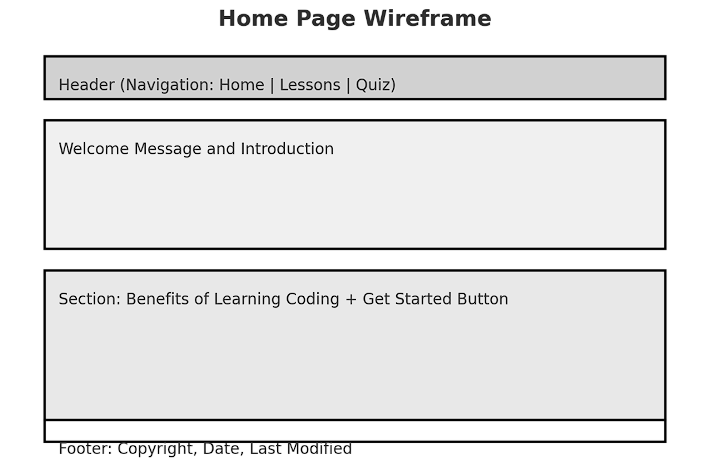 Home Page Wireframe
Header (Navigation: Home | Lessons | Quiz)
Welcome Message and Introduction
Section: Benefits of Learning Coding + Get Started Button
Footer: Copyright, Date, Last Modified